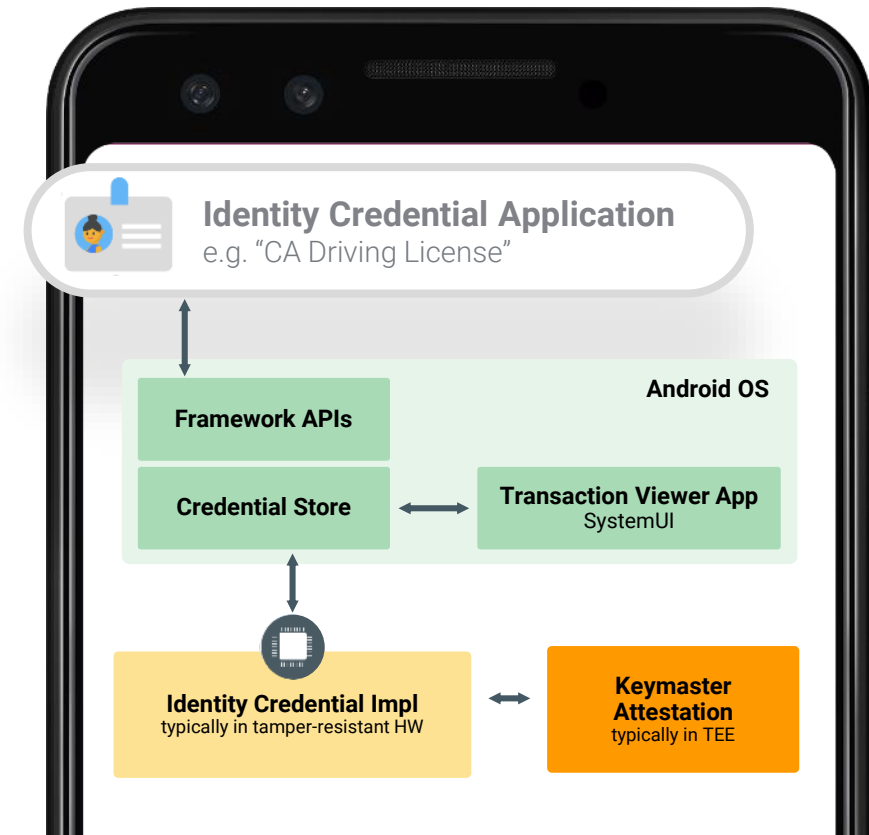 Identity Credential Application
e.g. “CA Driving License”
Android OS
Framework APIs
Credential Store
Transaction Viewer App
SystemUI
Identity Credential Impl
typically in tamper-resistant HW
Keymaster
Attestation
typically in TEE